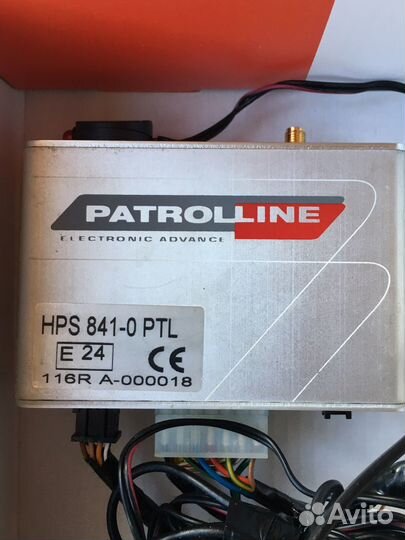 PATROLLINE
ELECTRONIC ADVANCE
HPS 841-0 PTL
E 24 CE
116R A-000018
Avito